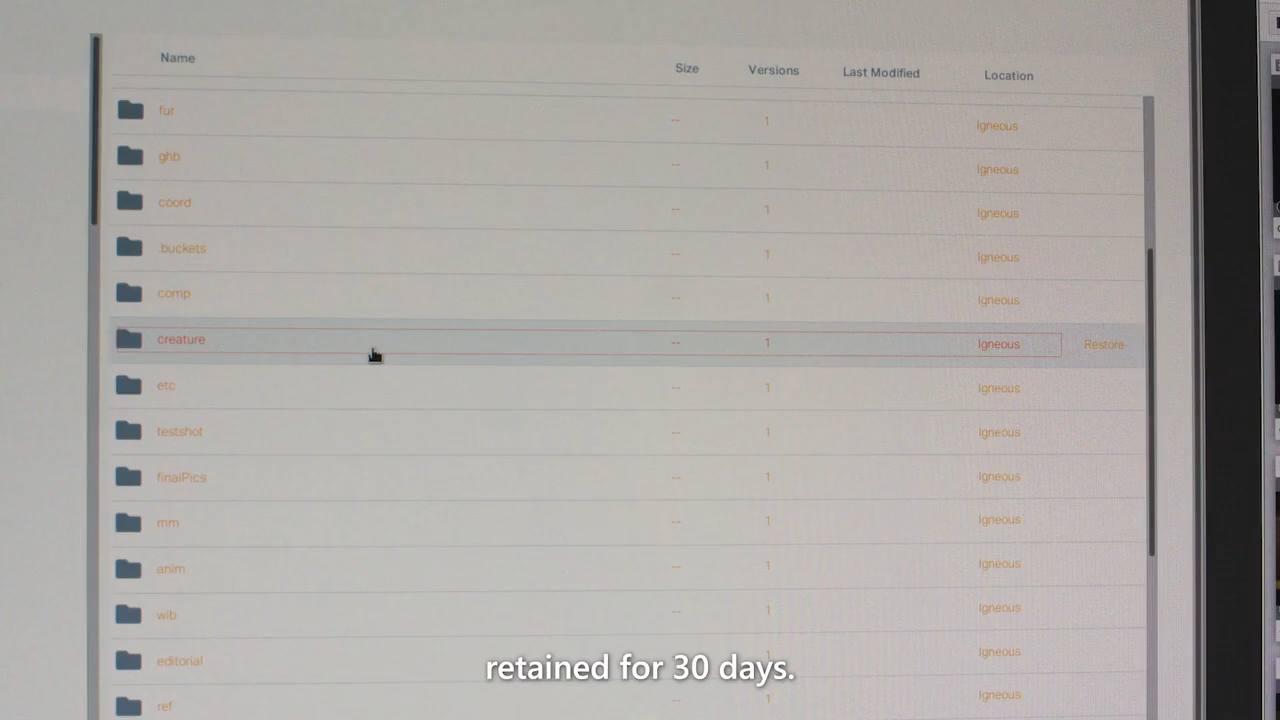 Name Size Versions Last Modified Location
fur -- 1 Igneous
ghb -- 1 Igneous
coord -- 1 Igneous
.buckets -- 1 Igneous
comp -- 1 Igneous
creature -- 1 Igneous Restore
etc -- 1 Igneous
testshot -- 1 Igneous
finalPics -- 1 Igneous
mm -- 1 Igneous
anim -- 1 Igneous
wib -- 1 Igneous
editorial -- 1 Igneous
ref -- 1 Igneous
retained for 30 days.